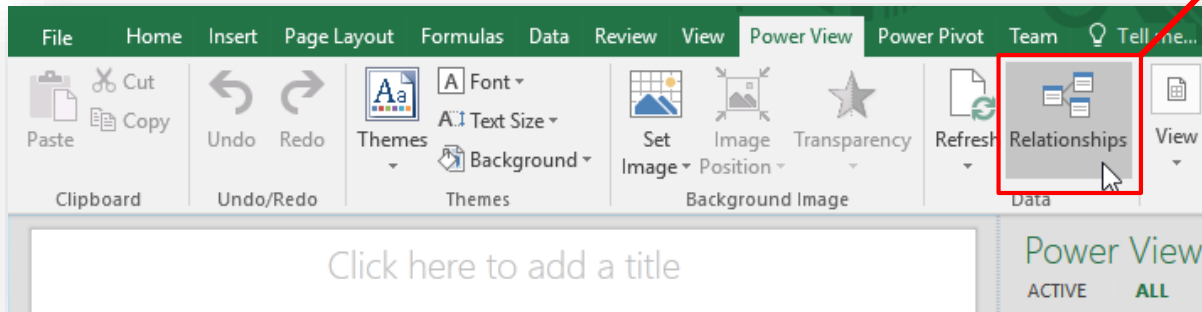 File Home Insert Page Layout Formulas Data Review View Power View Power Pivot Team Tell me...
Cut
Copy
Paste
Undo Redo
Themes
A Font
Text Size
Background
Set Image
Image Position
Transparency
Refresh
Relationships
View
Clipboard Undo/Redo Themes Background Image Data
Click here to add a title
Power View
ACTIVE ALL